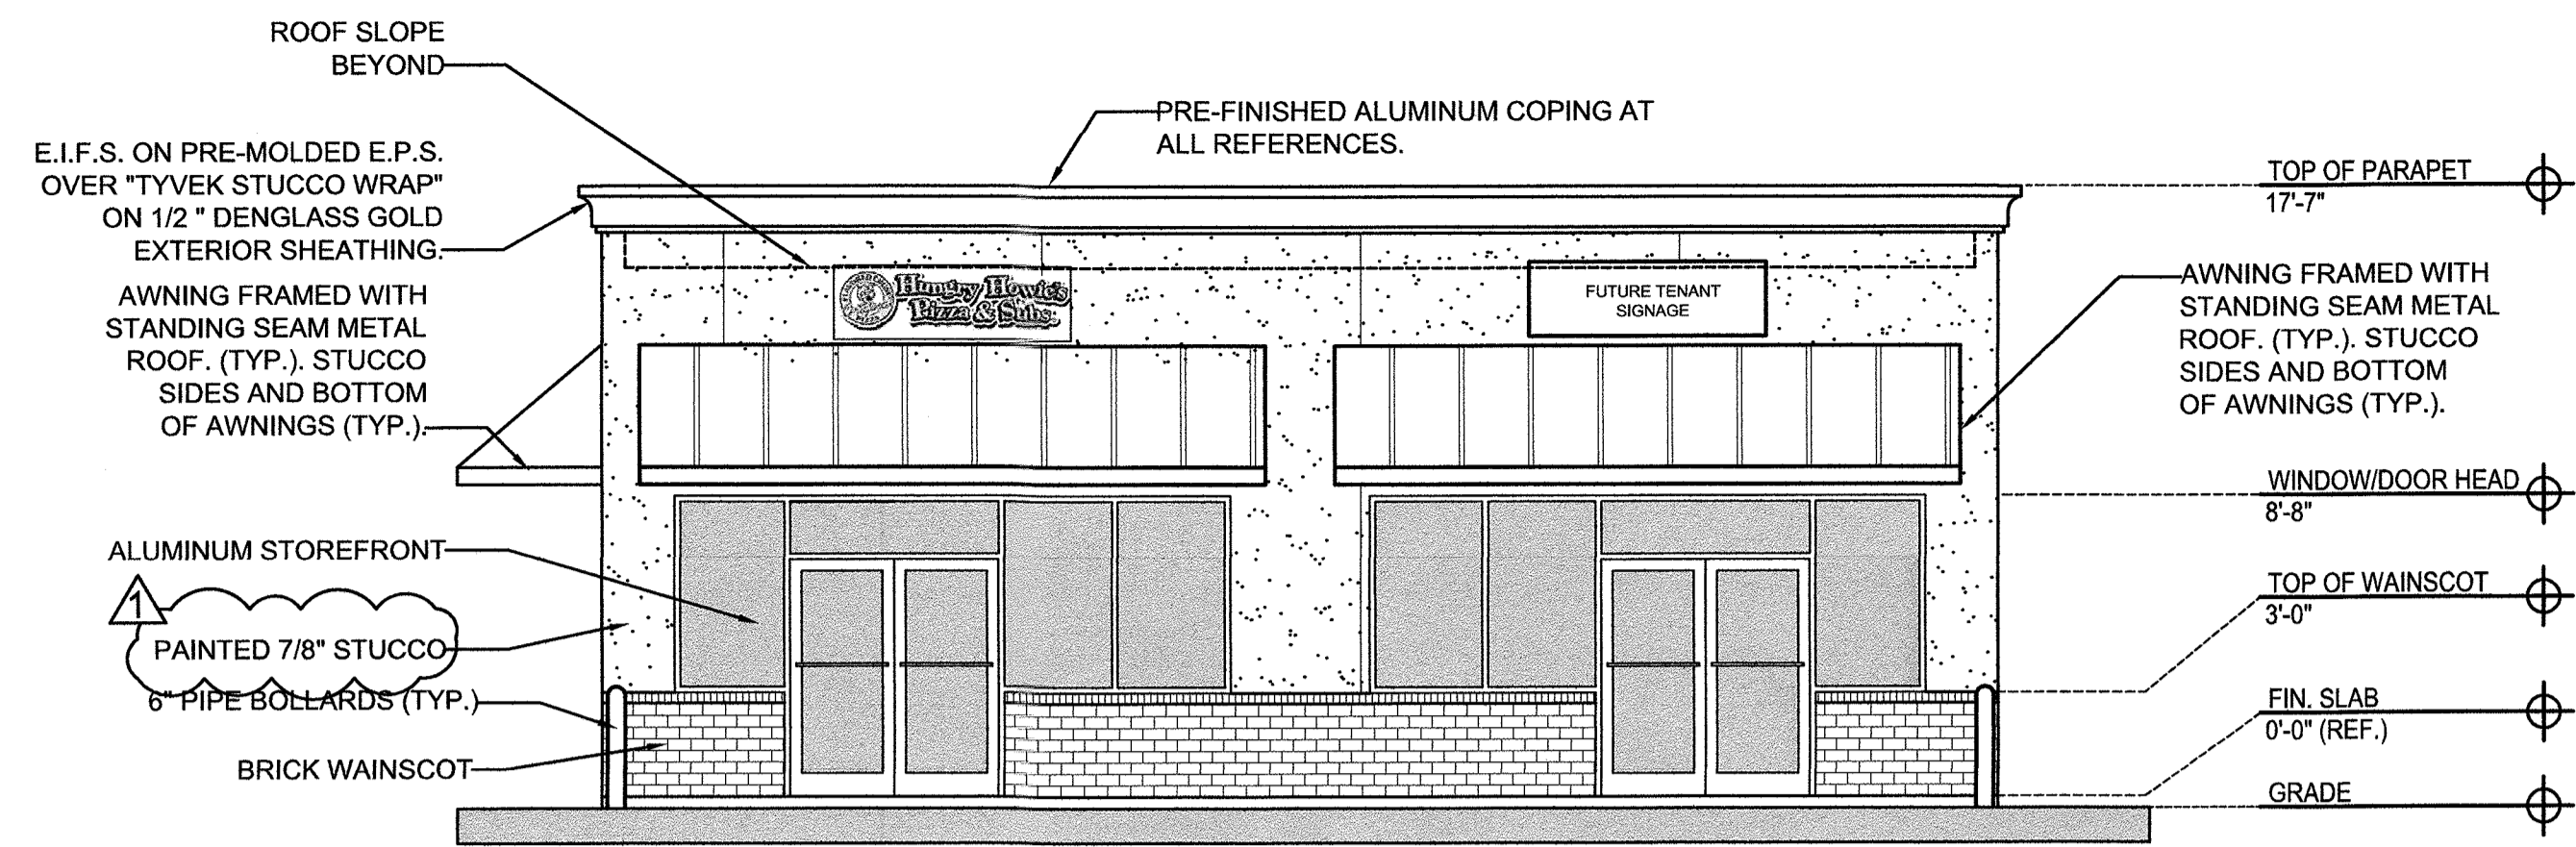 ROOF SLOPE
BEYOND
PRE-FINISHED ALUMINUM COPING AT
ALL REFERENCES.
E.I.F.S. ON PRE-MOLDED E.P.S.
OVER "TYVEK STUCCO WRAP"
ON 1/2 " DENGLASS GOLD
EXTERIOR SHEATHING.
AWNING FRAMED WITH
STANDING SEAM METAL
ROOF. (TYP.). STUCCO
SIDES AND BOTTOM
OF AWNINGS (TYP.).
ALUMINUM STOREFRONT
1
PAINTED 7/8" STUCCO
6" PIPE BOLLARDS (TYP.)
BRICK WAINSCOT
Hungry Howie's
Pizza & Subs
FUTURE TENANT
SIGNAGE
TOP OF PARAPET
17'-7"
AWNING FRAMED WITH
STANDING SEAM METAL
ROOF. (TYP.). STUCCO
SIDES AND BOTTOM
OF AWNINGS (TYP.).
WINDOW/DOOR HEAD
8'-8"
TOP OF WAINSCOT
3'-0"
FIN. SLAB
0'-0" (REF.)
GRADE